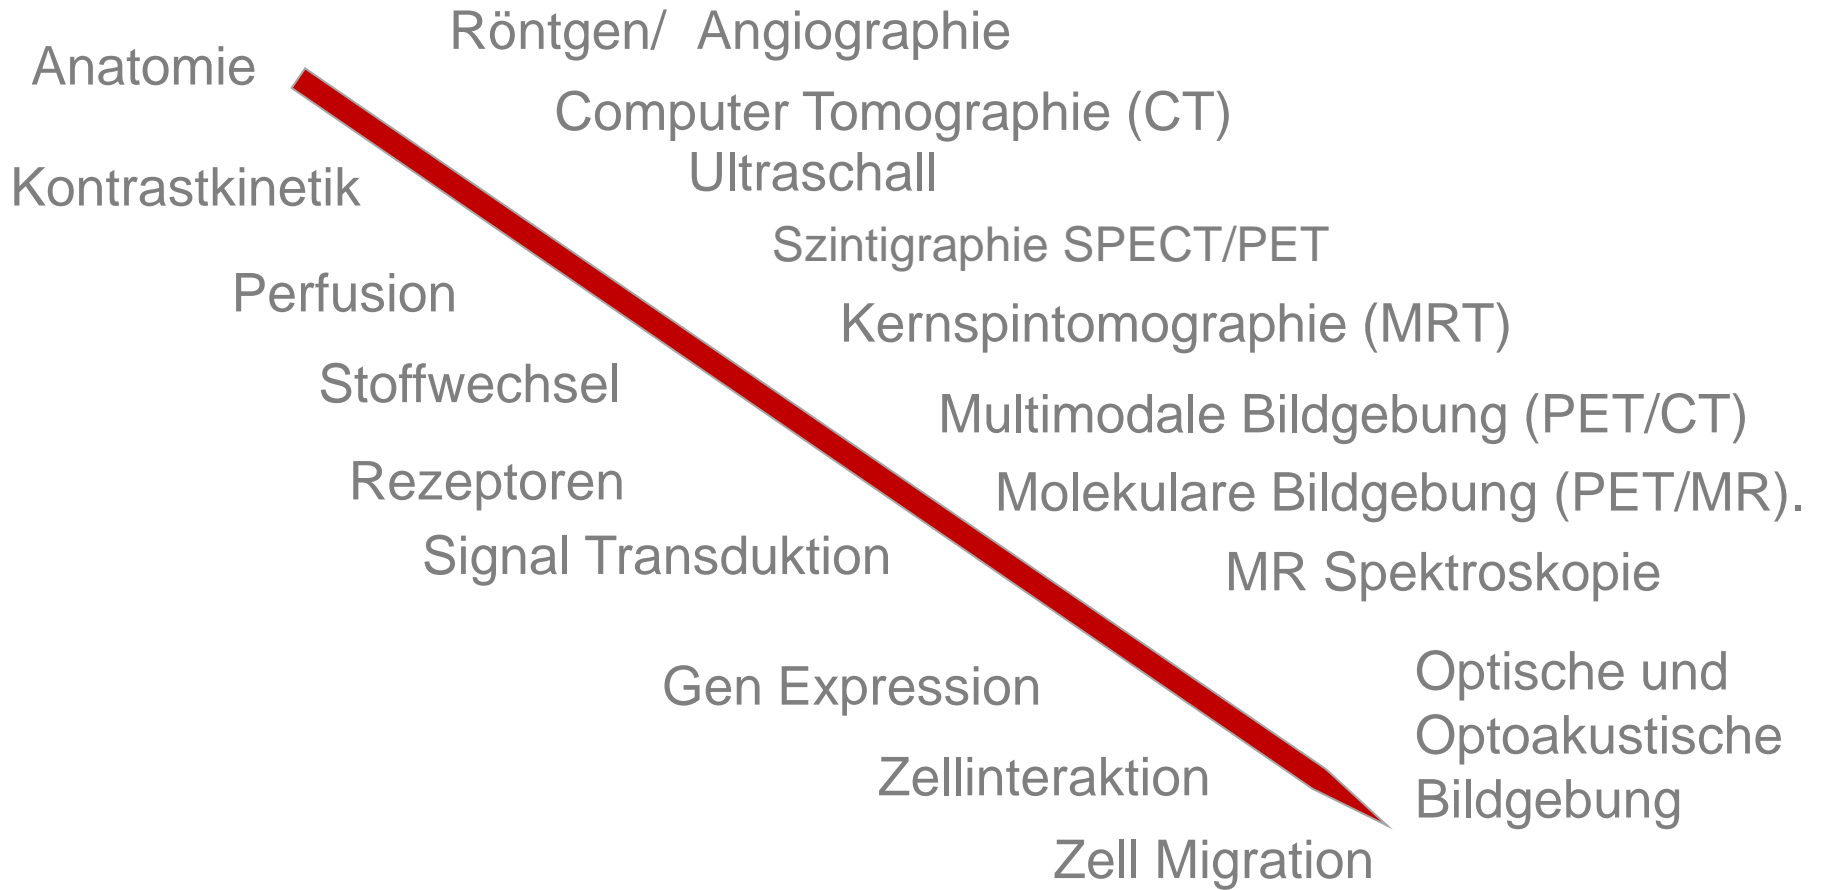 Röntgen/ Angiographie
Anatomie
Computer Tomographie (CT)
Ultraschall
Kontrastkinetik
Szintigraphie SPECT/PET
Perfusion
Kernspintomographie (MRT)
Stoffwechsel
Multimodale Bildgebung (PET/CT)
Rezeptoren
Molekulare Bildgebung (PET/MR).
Signal Transduktion
MR Spektroskopie
Gen Expression
Optische und
Optoakustische
Bildgebung
Zellinteraktion
Zell Migration